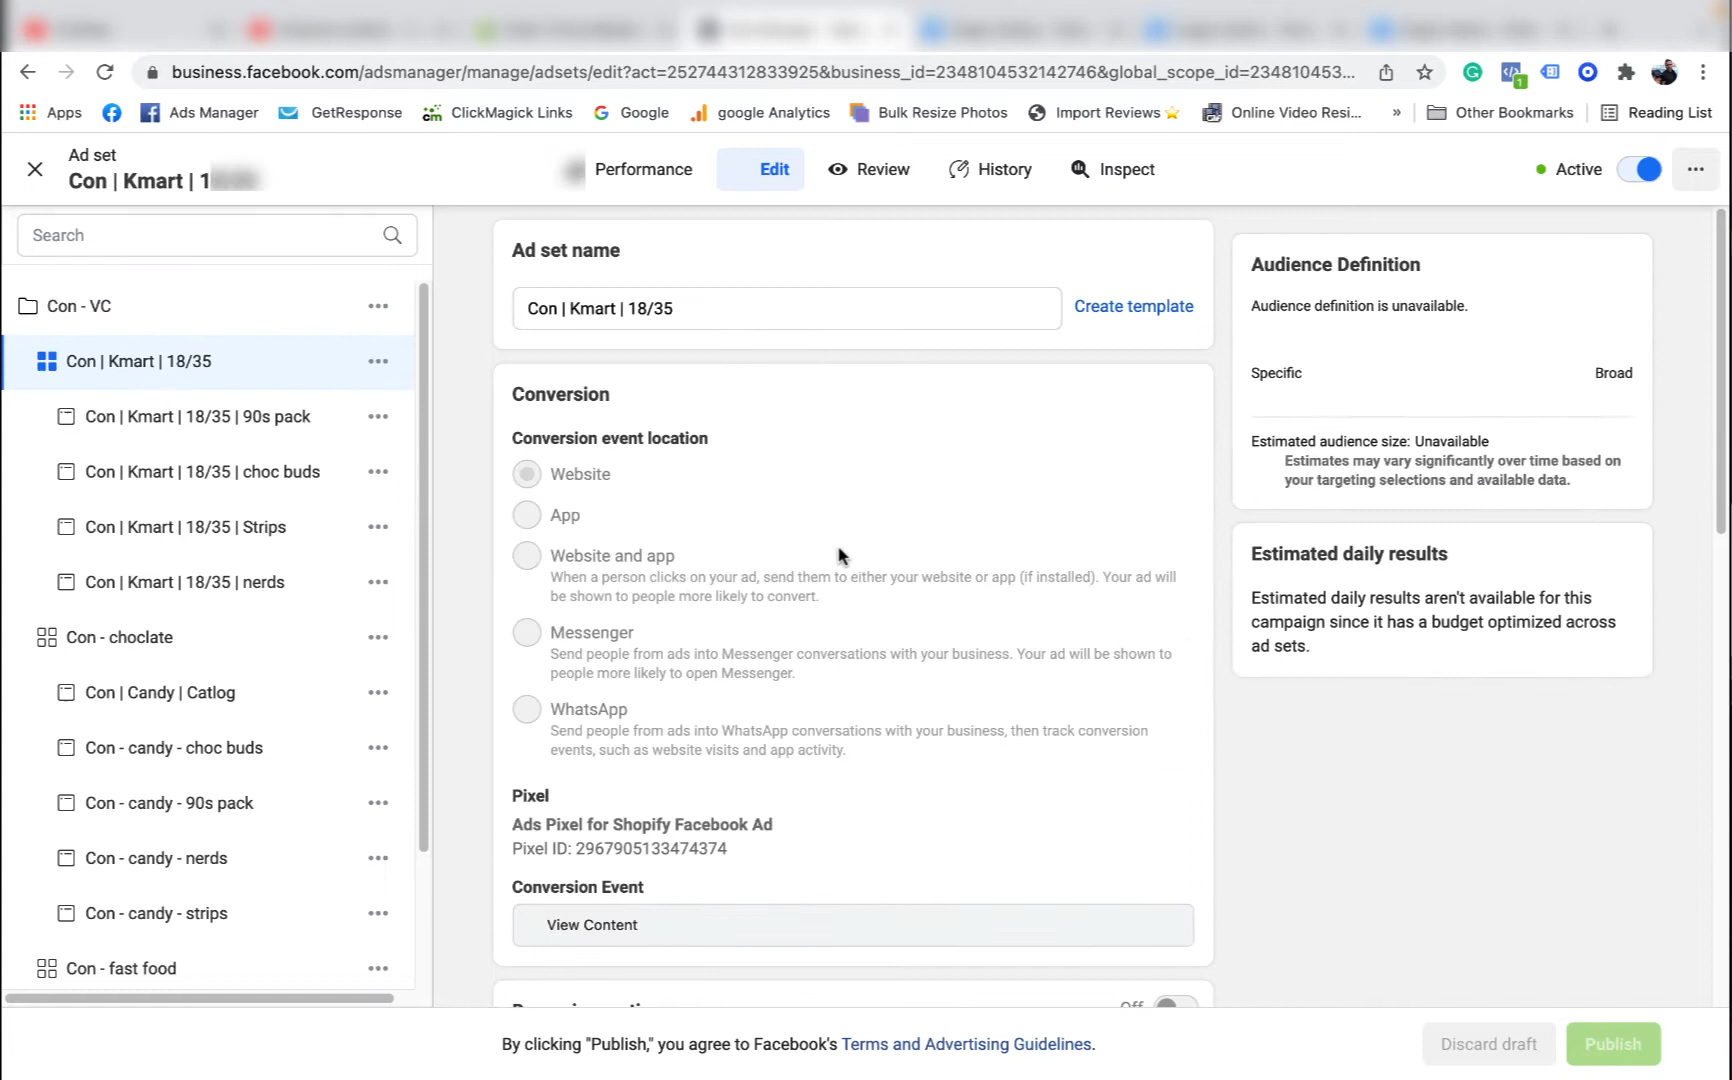 business.facebook.com/adsmanager/manage/adsets/edit?act=252744312833925&business_id=2348104532142746&global_scope_id=234810453...
Apps
Ads Manager
GetResponse
ClickMagick Links
Google
google Analytics
Bulk Resize Photos
Import Reviews
Online Video Resi...
»
Other Bookmarks
Reading List
Ad set
Con | Kmart | 1
Performance
Edit
Review
History
Inspect
Active
Search
Con - VC
Con | Kmart | 18/35
Con | Kmart | 18/35 | 90s pack
Con | Kmart | 18/35 | choc buds
Con | Kmart | 18/35 | Strips
Con | Kmart | 18/35 | nerds
Con - choclate
Con | Candy | Catlog
Con - candy - choc buds
Con - candy - 90s pack
Con - candy - nerds
Con - candy - strips
Con - fast food
Ad set name
Con | Kmart | 18/35
Create template
Conversion
Conversion event location
Website
App
Website and app
When a person clicks on your ad, send them to either your website or app (if installed). Your ad will
be shown to people more likely to convert.
Messenger
Send people from ads into Messenger conversations with your business. Your ad will be shown to
people more likely to open Messenger.
WhatsApp
Send people from ads into WhatsApp conversations with your business, then track conversion
events, such as website visits and app activity.
Pixel
Ads Pixel for Shopify Facebook Ad
Pixel ID: 2967905133474374
Conversion Event
View Content
Off
Audience Definition
Audience definition is unavailable.
Specific
Broad
Estimated audience size: Unavailable
Estimates may vary significantly over time based on
your targeting selections and available data.
Estimated daily results
Estimated daily results aren't available for this
campaign since it has a budget optimized across
ad sets.
By clicking "Publish," you agree to Facebook's Terms and Advertising Guidelines.
Discard draft
Publish